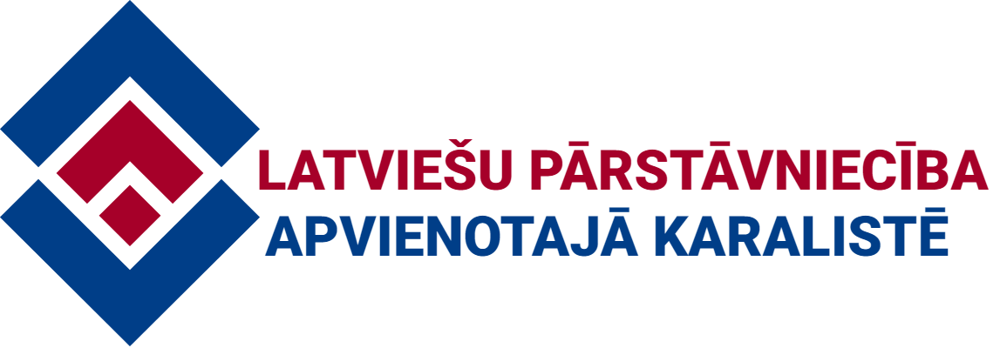 LATVIEŠU PĀRSTĀVNIECĪBA
APVIENOTAJĀ KARALISTĒ